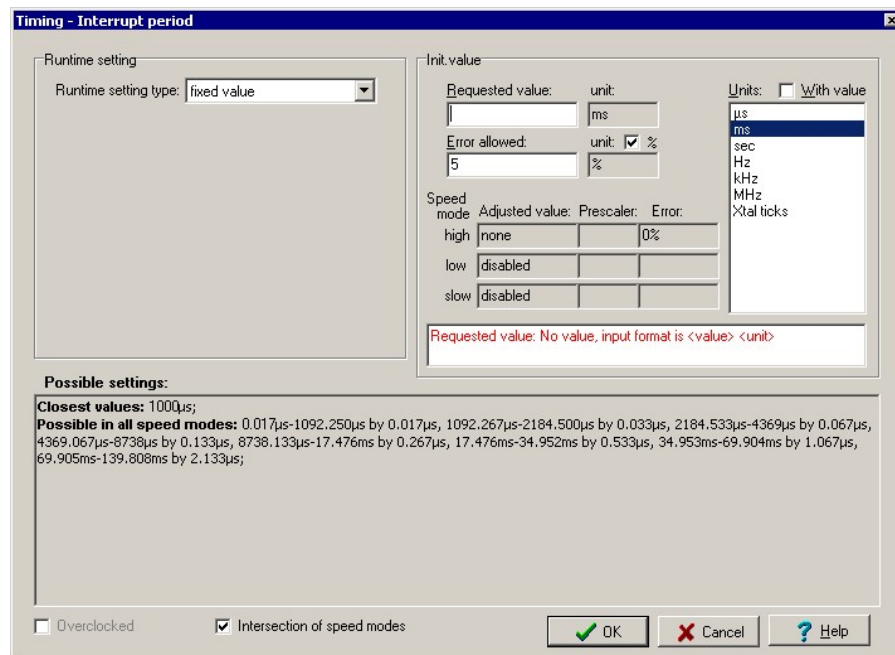 Timing - Interrupt period
Runtime setting
Runtime setting type: fixed value
Init.value
Requested value: unit:
ms
Error allowed: unit: %
5 %
Units: With value
µs
ms
sec
Hz
kHz
MHz
Xtal ticks
Speed
mode Adjusted value: Prescaler: Error:
high none 0%
low disabled
slow disabled
Requested value: No value, input format is <value> <unit>
Possible settings:
Closest values: 1000µs;
Possible in all speed modes: 0.017µs-1092.250µs by 0.017µs, 1092.267µs-2184.500µs by 0.033µs, 2184.533µs-4369µs by 0.067µs,
4369.067µs-8738µs by 0.133µs, 8738.133µs-17.476ms by 0.267µs, 17.476ms-34.952ms by 0.533µs, 34.953ms-69.904ms by 1.067µs,
69.905ms-139.808ms by 2.133µs;
Overclocked Intersection of speed modes OK Cancel Help